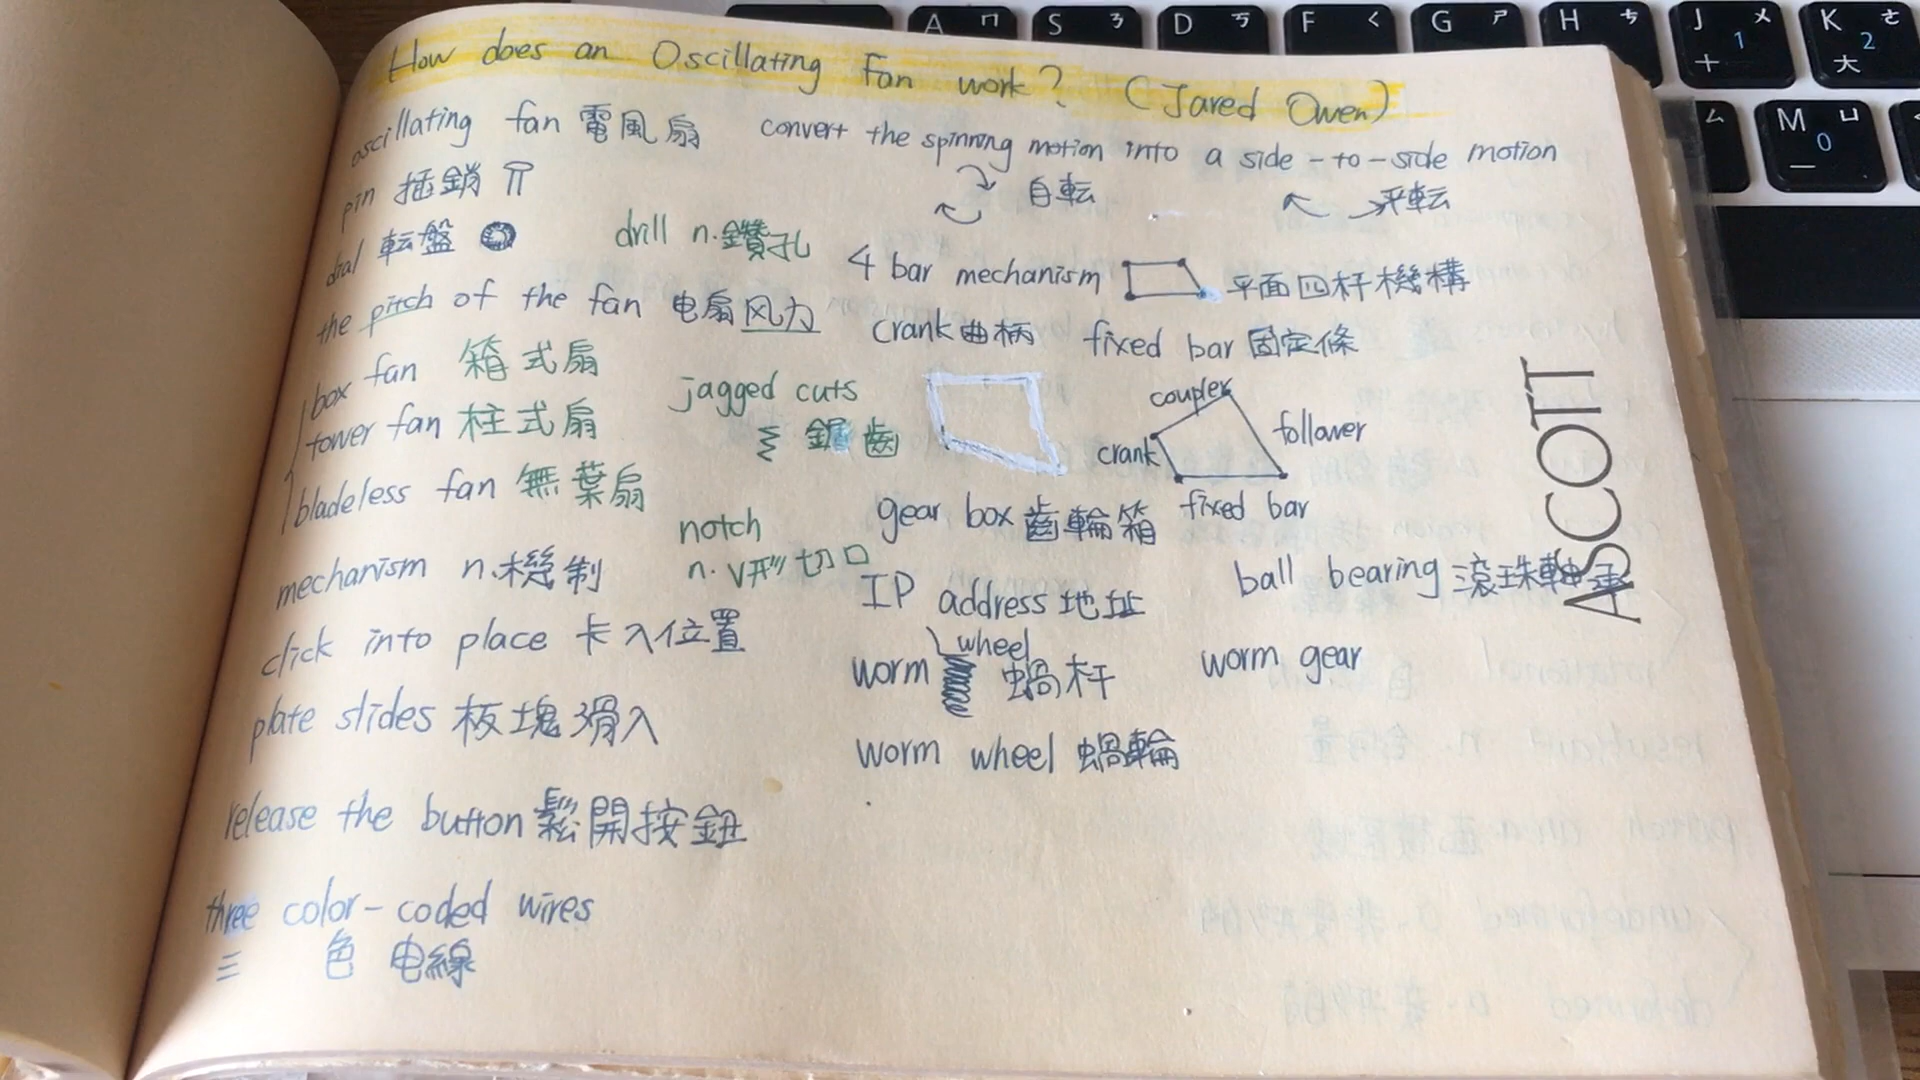 How does an Oscillating Fan work? (Jared Owen)
oscillating fan 電風扇
pin 插銷
dial 転盤
the pitch of the fan 电扇风力
box fan 箱式扇
tower fan 柱式扇
bladeless fan 無葉扇
mechanism n.機制
click into place 卡入位置
plate slides 板塊滑入
release the button 鬆開按鈕
three color-coded wires
三 色 电線
drill n.鑽孔
jagged cuts
鋸齒
notch
n. V形切口
convert the spinning motion into a side-to-side motion
自転 平転
4 bar mechanism 平面四杆機構
crank 曲柄 fixed bar 固定條
coupler
crank follower
fixed bar
gear box 齒輪箱
IP address 地址 ball bearing 滾珠軸承
wheel
worm 蝸杆 worm gear
worm wheel 蝸輪
ASCOTT
A ㄇ S ㄋ D ㄎ F ㄑ G ㄕ H ㄘ J ㄨ 十 1 K ㄜ 大 2
ㄙ M ㄩ 一 0